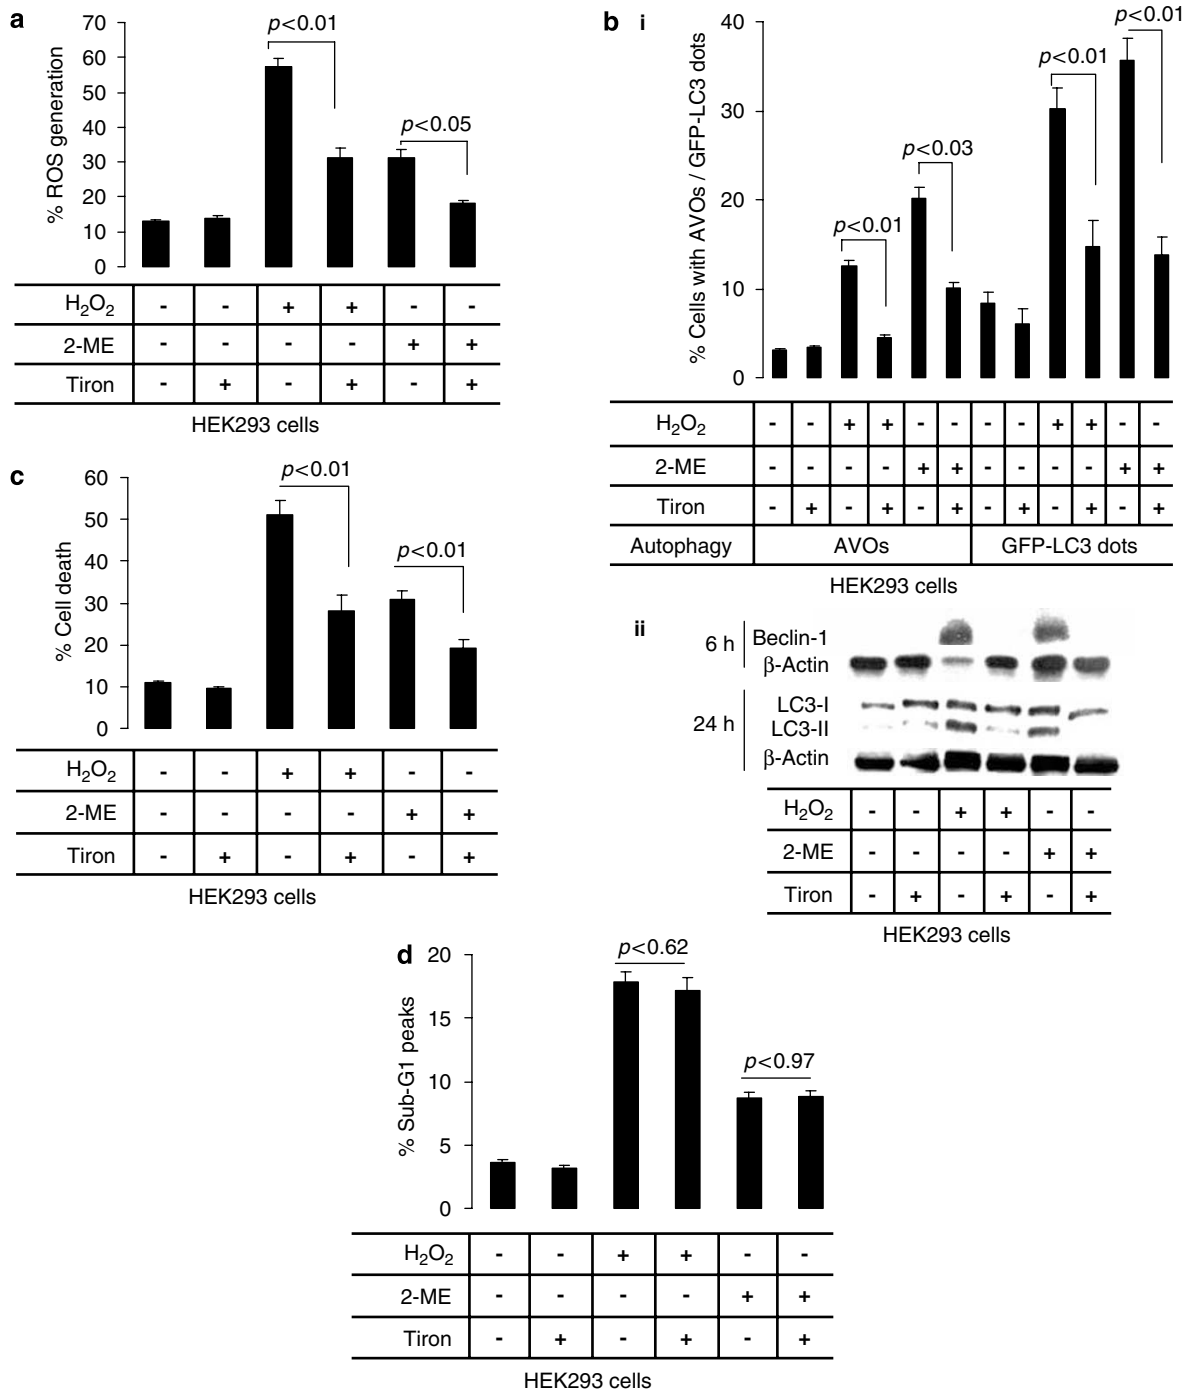 a
% ROS generation
70
60
50
40
30
20
10
0
p<0.01
p<0.05
H₂O₂ - - + + - -
2-ME - - - - + +
Tiron - + - + - +
HEK293 cells
b i
% Cells with AVOs / GFP-LC3 dots
40
30
20
10
0
p<0.01
p<0.03
p<0.01
p<0.01
H₂O₂ - - + + - - - - + + - -
2-ME - - - - + + - - - - + +
Tiron - + - + - + - + - + - +
Autophagy AVOs GFP-LC3 dots
HEK293 cells
ii
6 h
Beclin-1
β-Actin
24 h
LC3-I
LC3-II
β-Actin
H₂O₂ - - + + - -
2-ME - - - - + +
Tiron - + - + - +
HEK293 cells
c
% Cell death
60
50
40
30
20
10
0
p<0.01
p<0.01
H₂O₂ - - + + - -
2-ME - - - - + +
Tiron - + - + - +
HEK293 cells
d
% Sub-G1 peaks
20
15
10
5
0
p<0.62
p<0.97
H₂O₂ - - + + - -
2-ME - - - - + +
Tiron - + - + - +
HEK293 cells